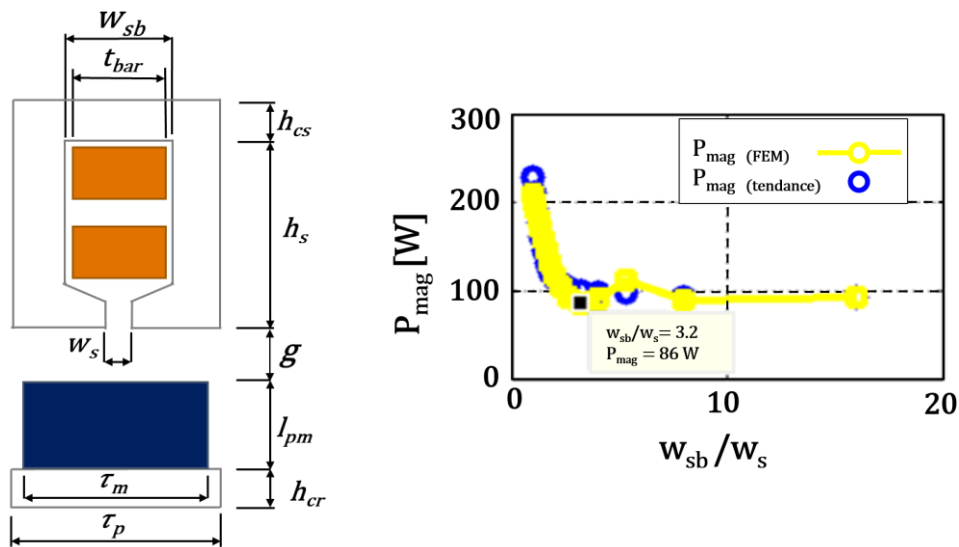 w_sb
t_bar
h_cs
h_s
w_s
g
l_pm
τ_m
h_cr
τ_p
300
200
100
0
P_mag [W]
P_mag (FEM)
P_mag (tendance)
w_sb/w_s= 3.2
P_mag = 86 W
0
10
20
w_sb/w_s